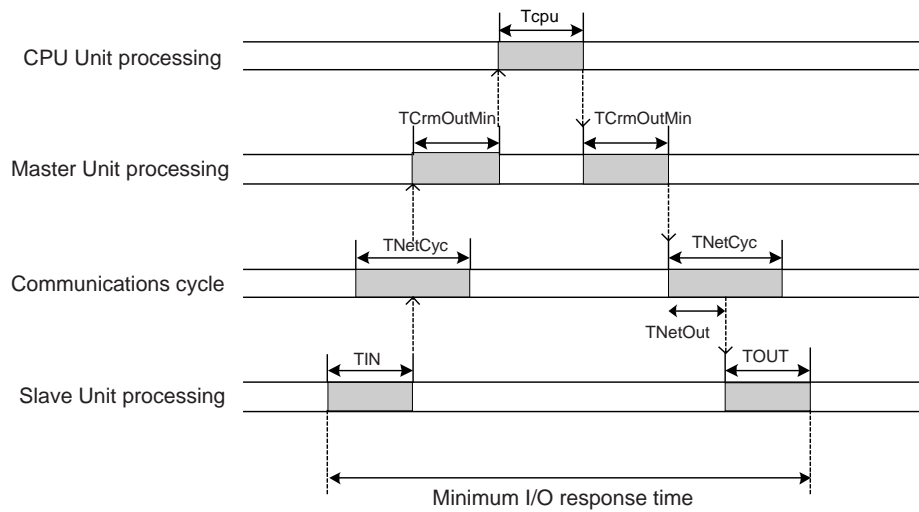 Tcpu
CPU Unit processing
TCrmOutMin
TCrmOutMin
Master Unit processing
TNetCyc
TNetCyc
Communications cycle
TNetOut
TIN
TOUT
Slave Unit processing
Minimum I/O response time